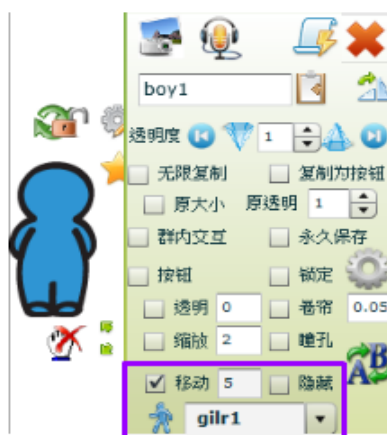 boy1
透明度 1
无限复制 复制为按钮
原大小 原透明 1
群内交互 永久保存
按钮 锁定
透明 0 卷帘 0.05
缩放 2 瞳孔
AB
移动 5 隐藏
gilr1